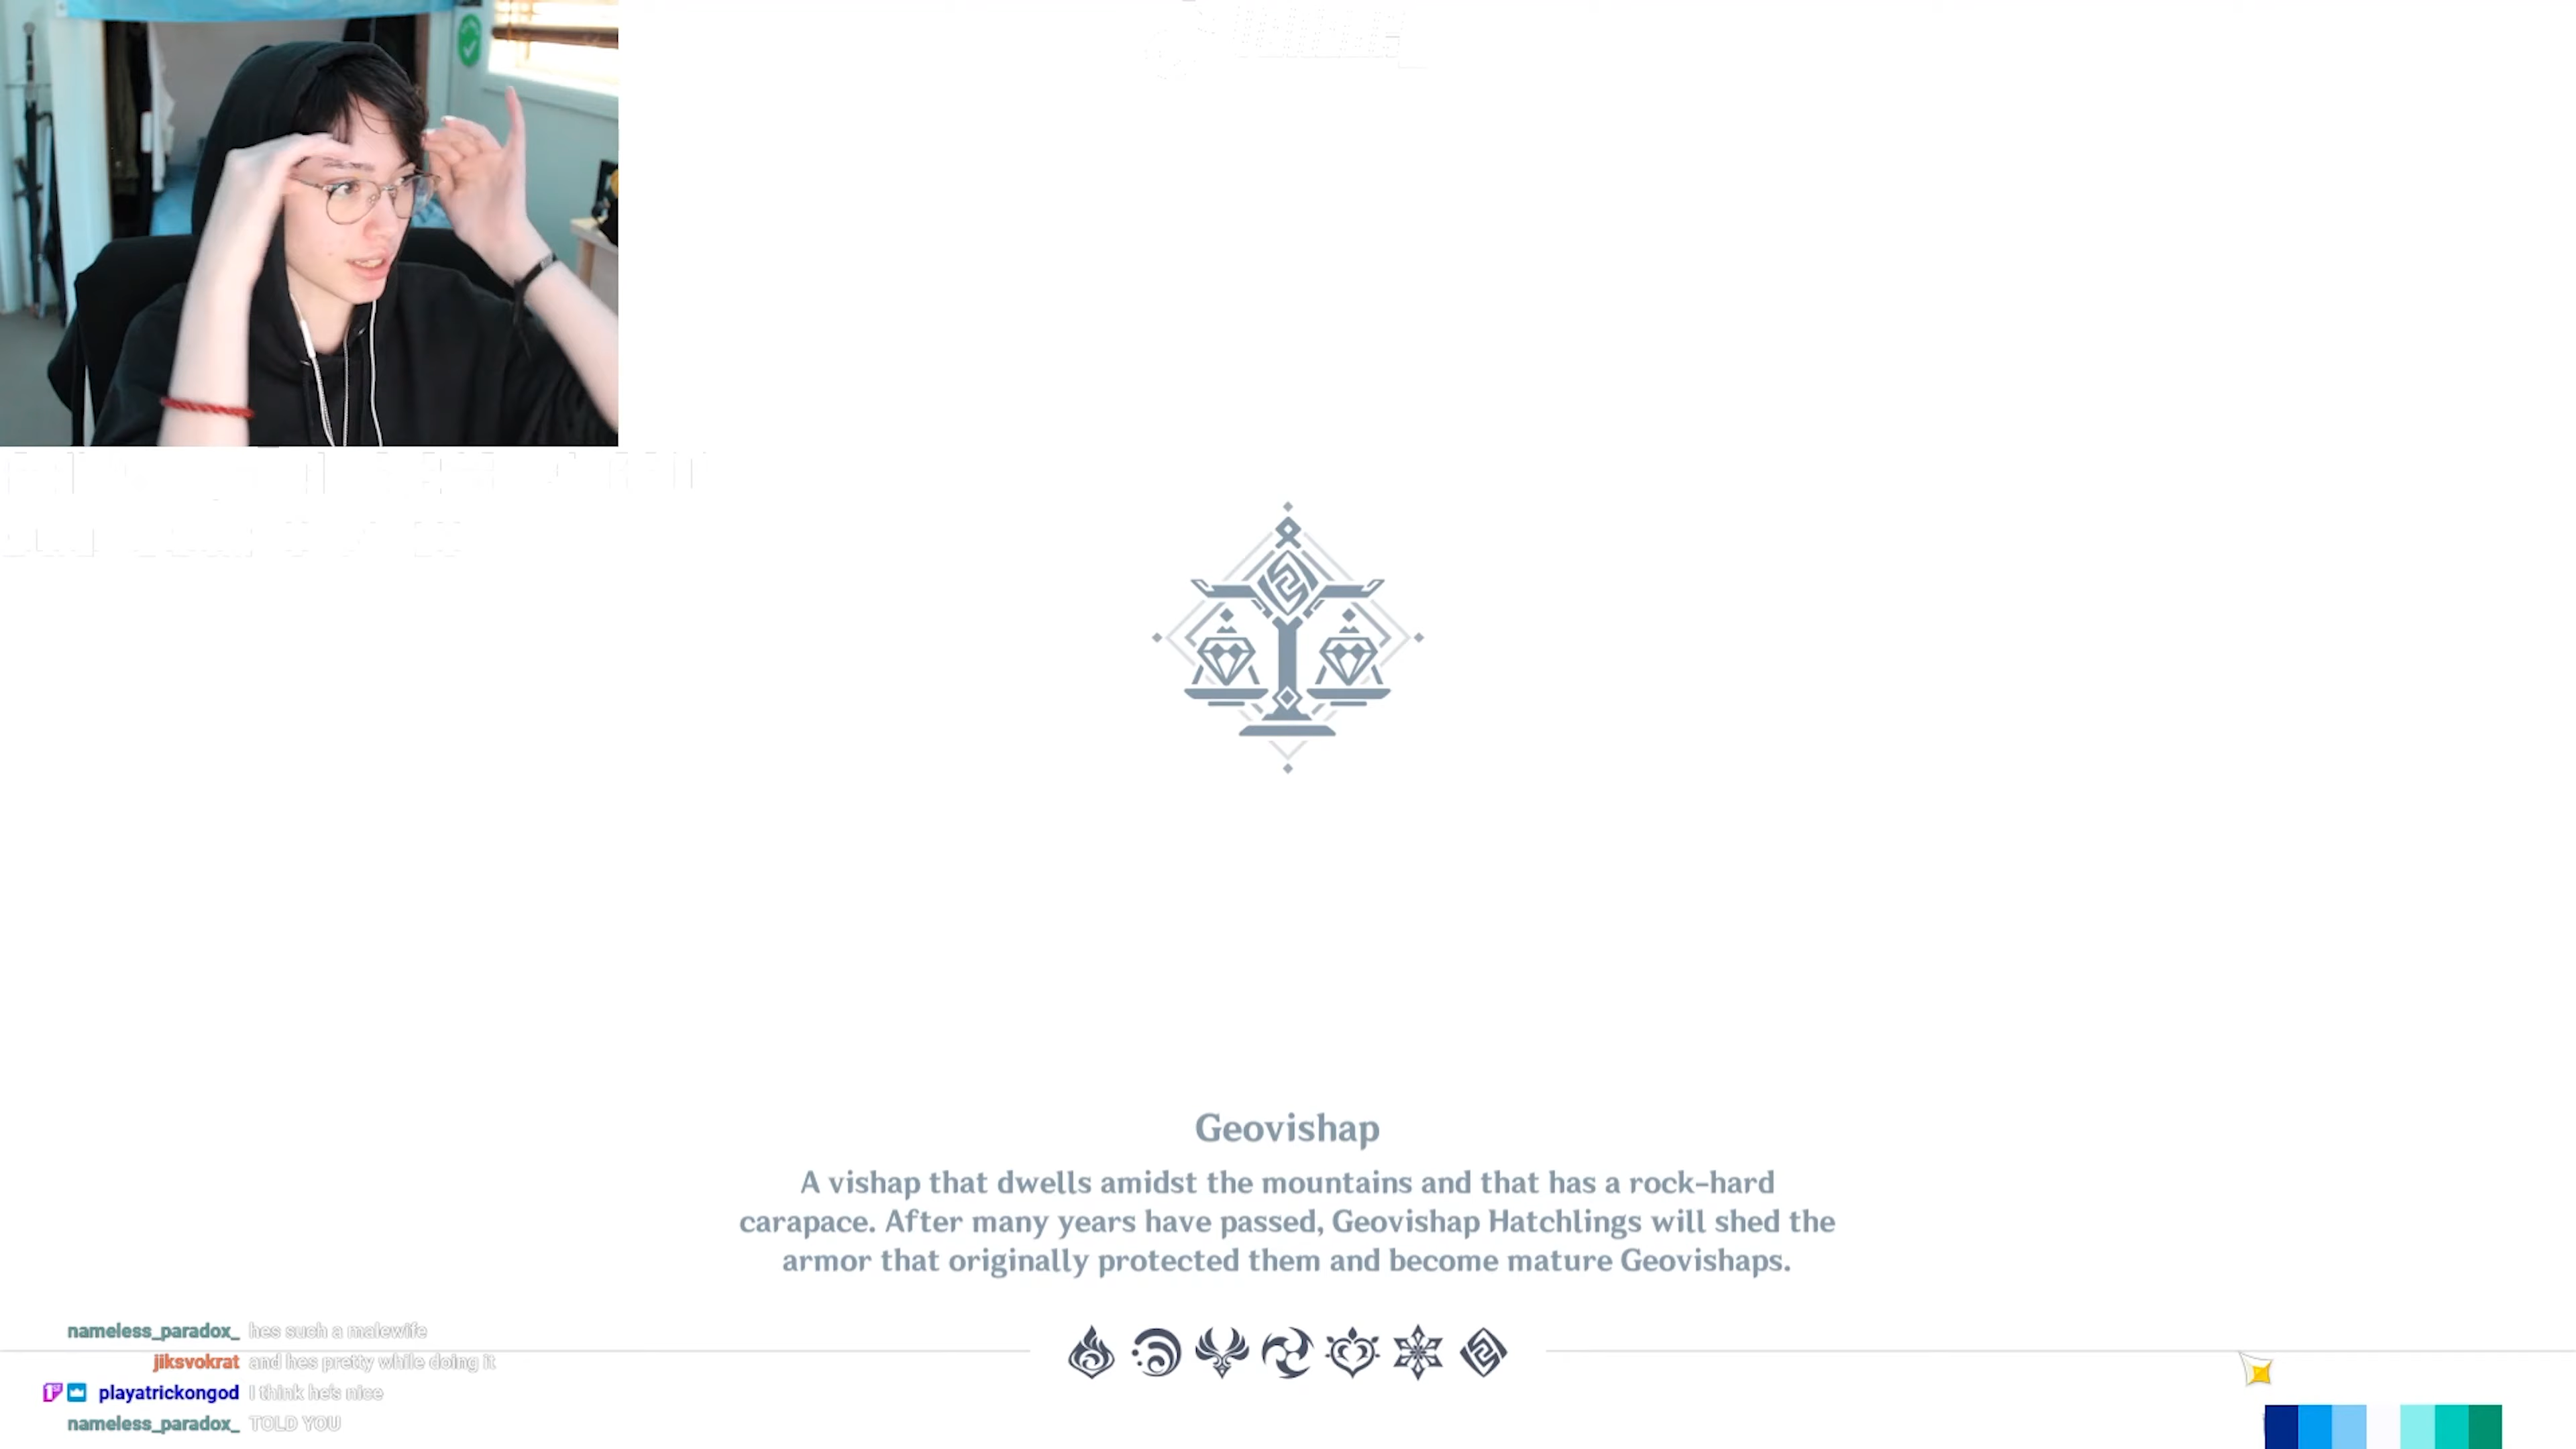 Geovishap
A vishap that dwells amidst the mountains and that has a rock-hard
carapace. After many years have passed, Geovishap Hatchlings will shed the
armor that originally protected them and become mature Geovishaps.
nameless_paradox_ hes such a malewife
jiksvokrat and hes pretty while doing it
playatrickongod I think he's nice
nameless_paradox_ TOLD YOU